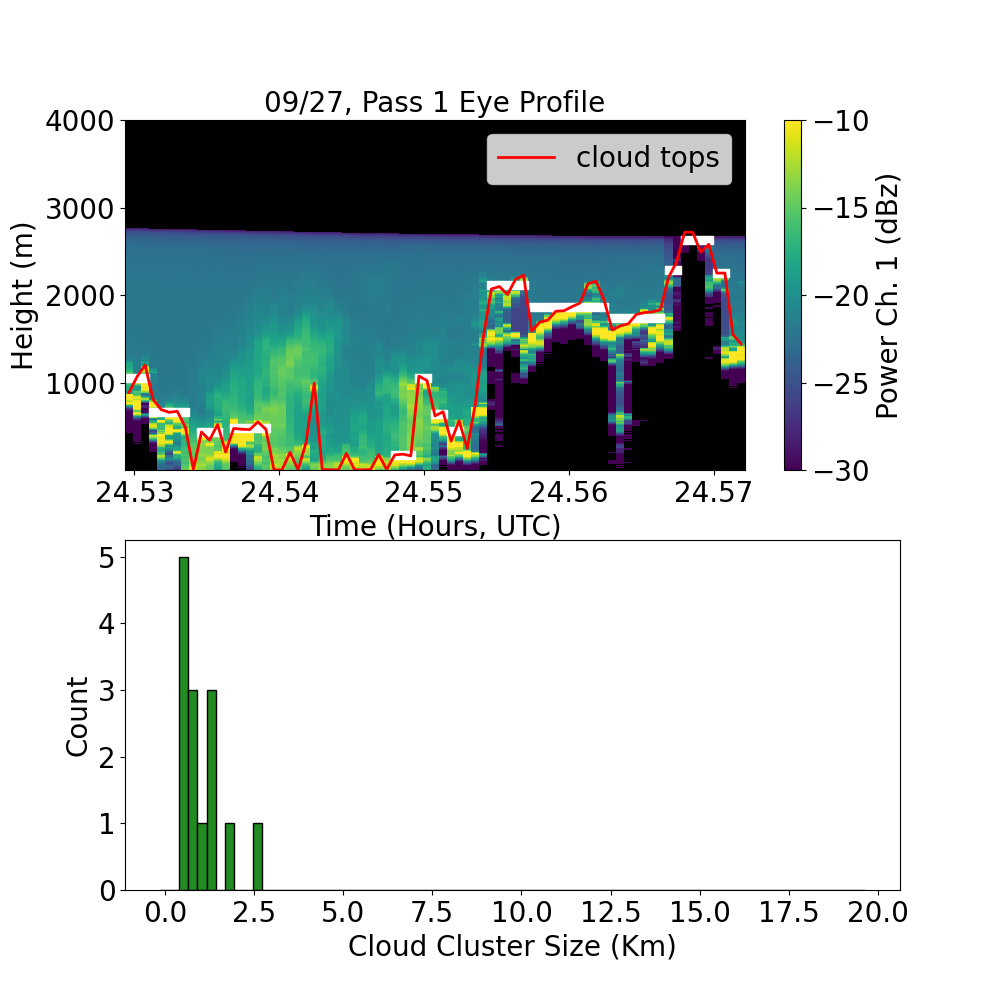 09/27, Pass 1 Eye Profile
cloud tops
4000
3000
2000
1000
Height (m)
24.53 24.54 24.55 24.56 24.57
Time (Hours, UTC)
−10
−15
−20
−25
−30
Power Ch. 1 (dBz)
5
4
3
2
1
0
Count
0.0 2.5 5.0 7.5 10.0 12.5 15.0 17.5 20.0
Cloud Cluster Size (Km)